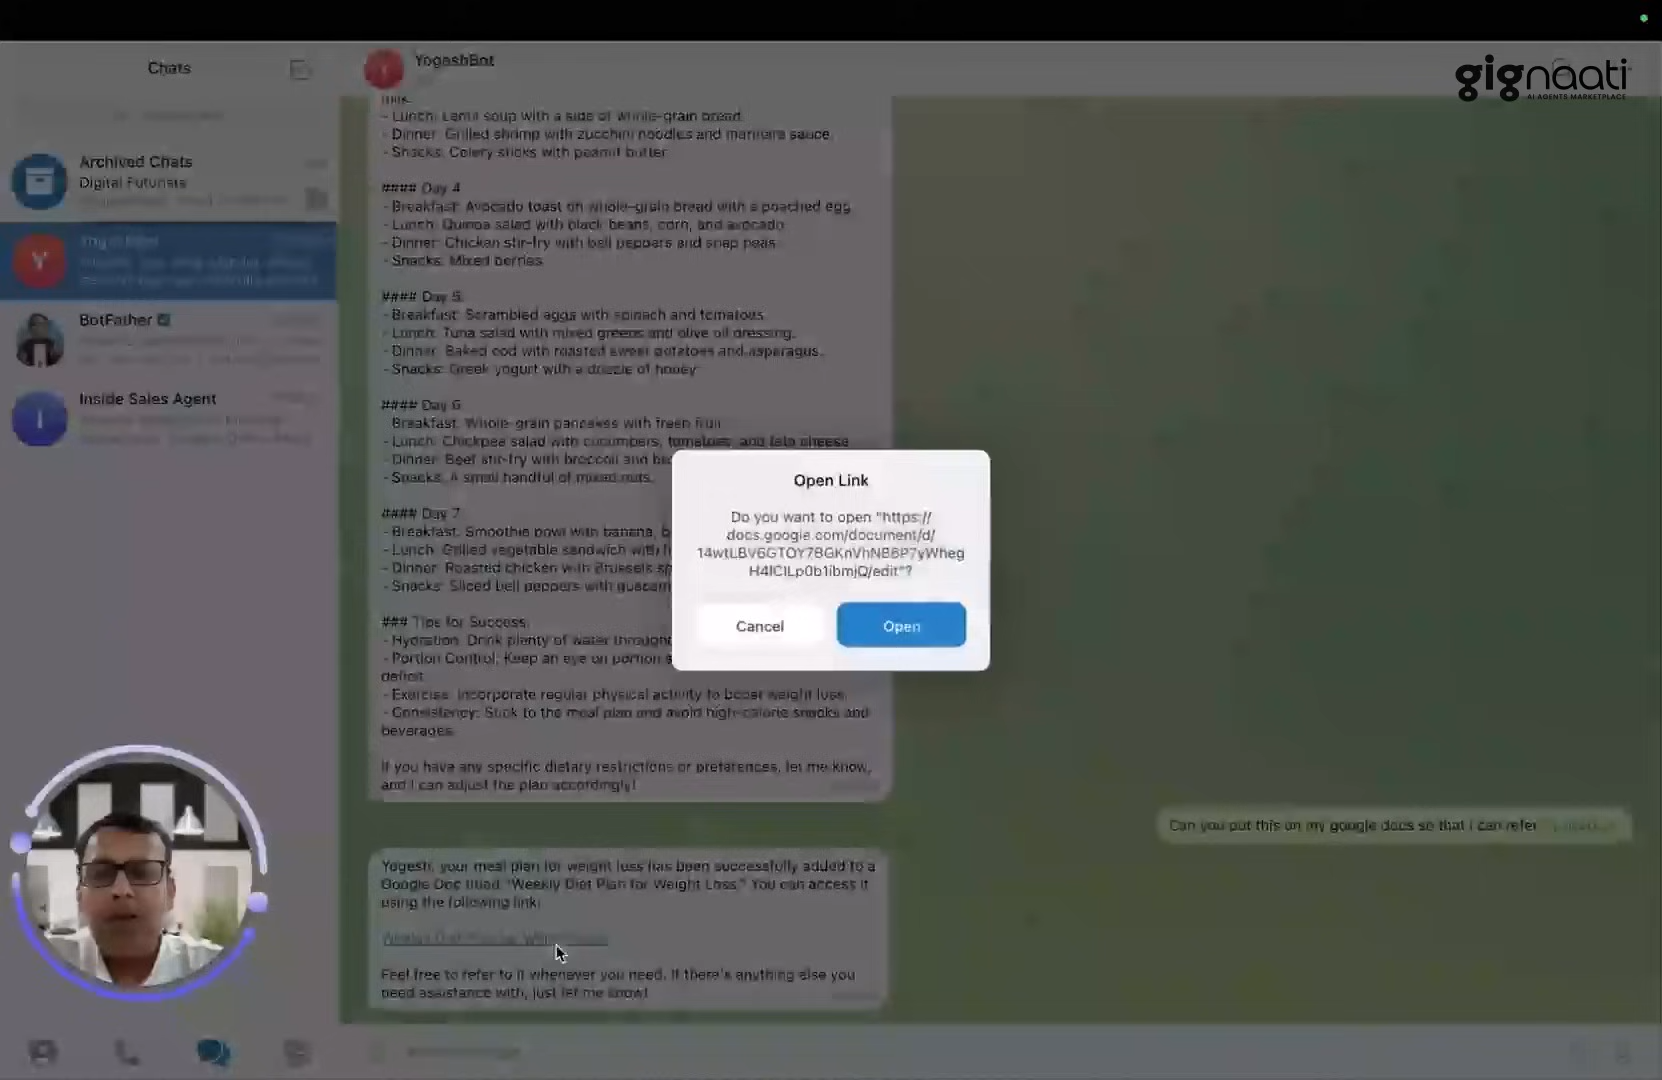 gignaati
AI AGENTS MARKETPLACE
Chats
Archived Chats
Digital Futurists
YogeshBot
BotFather
Inside Sales Agent
YogeshBot
- Lunch: Lentil soup with a side of whole-grain bread.
- Dinner: Grilled shrimp with zucchini noodles and marinara sauce.
- Snacks: Celery sticks with peanut butter.
#### Day 4
- Breakfast: Avocado toast on whole-grain bread with a poached egg.
- Lunch: Quinoa salad with black beans, corn, and avocado.
- Dinner: Chicken stir-fry with bell peppers and snap peas.
- Snacks: Mixed berries.
#### Day 5
- Breakfast: Scrambled eggs with spinach and tomatoes.
- Lunch: Tuna salad with mixed greens and olive oil dressing.
- Dinner: Baked cod with roasted sweet potatoes and asparagus.
- Snacks: Greek yogurt with a drizzle of honey.
#### Day 6
- Breakfast: Whole-grain pancakes with fresh fruit.
- Lunch: Chickpea salad with cucumbers, tomatoes, and feta cheese.
- Dinner: Beef stir-fry with broccoli and
- Snacks: A small handful of mixed nuts.
#### Day 7
- Breakfast: Smoothie bowl with banana,
- Lunch: Grilled vegetable sandwich with
- Dinner: Roasted chicken with Brussels
- Snacks: Sliced bell peppers with
### Tips for Success:
- Hydration: Drink plenty of water
- Portion Control: Keep an eye on portion
deficit.
- Exercise: Incorporate regular physical activity to boost weight loss.
- Consistency: Stick to the meal plan and avoid high-calorie snacks and
beverages.
If you have any specific dietary restrictions or preferences, let me know,
and I can adjust the plan accordingly!
Can you put this on my google docs so that I can refer
Yogesh, your meal plan for weight loss has been successfully added to a
Google Doc titled "Weekly Diet Plan for Weight Loss." You can access it
using the following link:
Weekly Diet Plan for Weight
Feel free to refer to it whenever you need. If there's anything else you
need assistance with, just let me know!
Open Link
Do you want to open "https://
docs.google.com/document/d/
H4lClLp0b1ibmjQ/edit"?
Cancel
Open